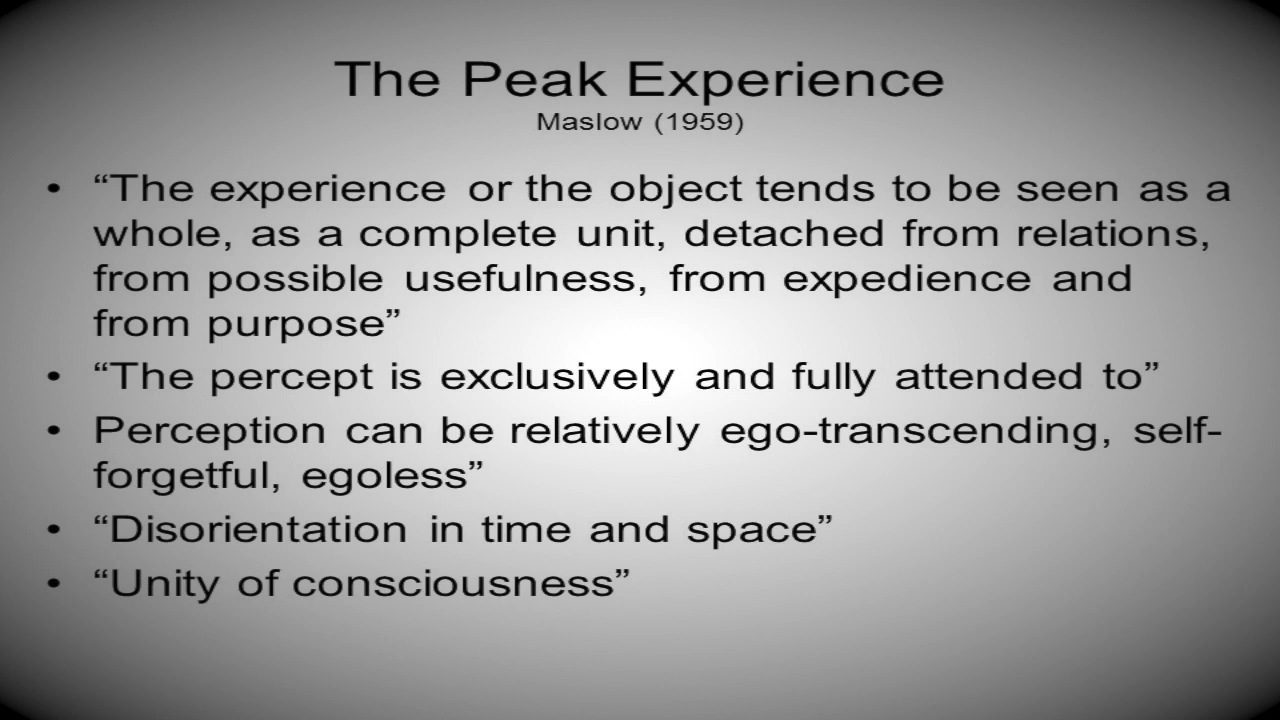 The Peak Experience
Maslow (1959)
• “The experience or the object tends to be seen as a
whole, as a complete unit, detached from relations,
from possible usefulness, from expedience and
from purpose”
• “The percept is exclusively and fully attended to”
• Perception can be relatively ego-transcending, self-
forgetful, egoless”
• “Disorientation in time and space”
• “Unity of consciousness”